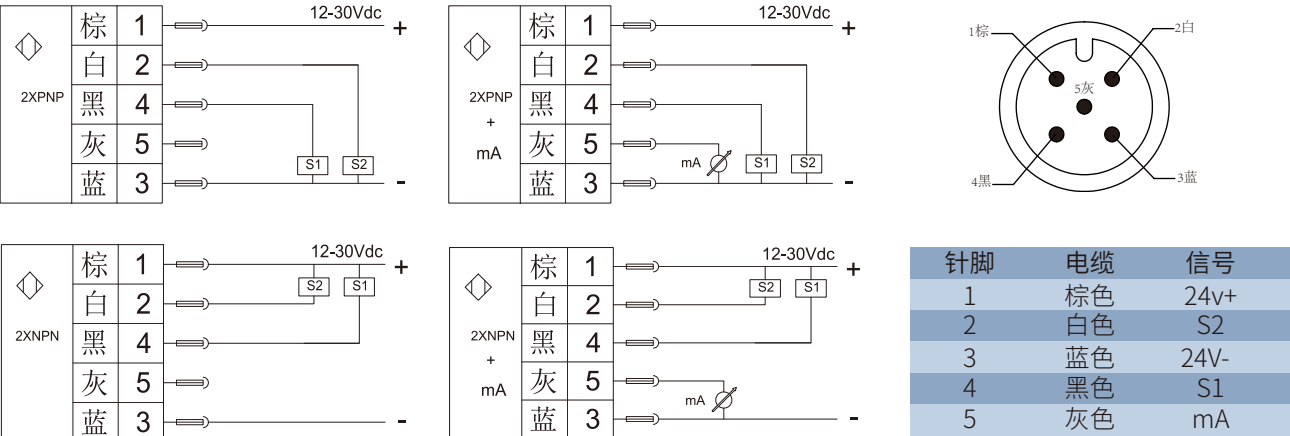 2XPNP
棕 1
白 2
黑 4
灰 5
蓝 3
12-30Vdc
+
S1 S2
-
2XPNP
+
mA
棕 1
白 2
黑 4
灰 5
蓝 3
12-30Vdc
+
mA S1 S2
-
1棕
2白
5灰
4黑
3蓝
2XNPN
棕 1
白 2
黑 4
灰 5
蓝 3
12-30Vdc
+
S2 S1
-
2XNPN
+
mA
棕 1
白 2
黑 4
灰 5
蓝 3
12-30Vdc
+
S2 S1
mA
-
针脚 电缆 信号
1 棕色 24v+
2 白色 S2
3 蓝色 24V-
4 黑色 S1
5 灰色 mA